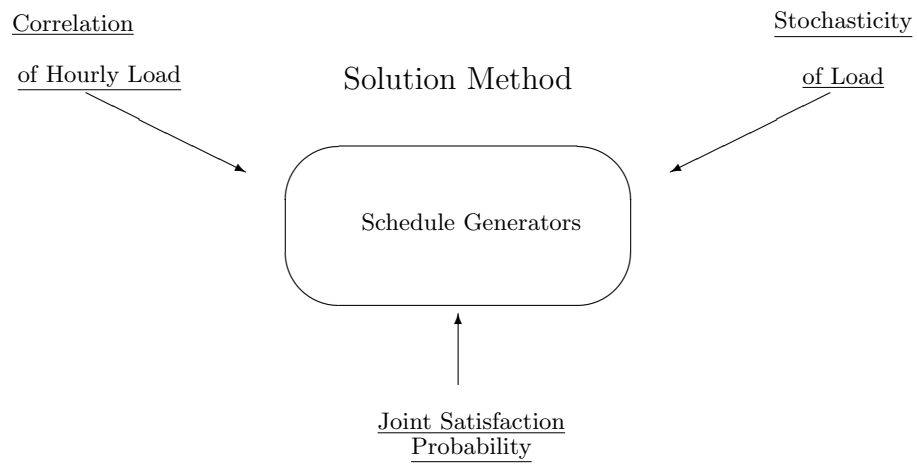 Correlation
of Hourly Load
Stochasticity
of Load
Solution Method
Schedule Generators
Joint Satisfaction
Probability